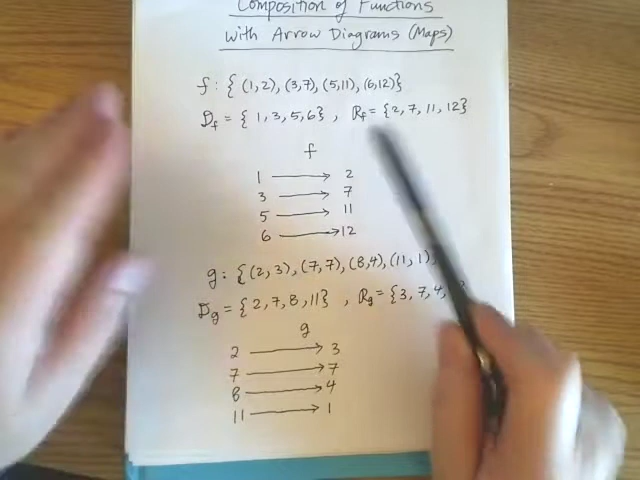 Composition of Functions
with Arrow Diagrams (Maps)
f : { (1,2), (3,7), (5,11), (6,12)}
Df = { 1, 3, 5, 6} , Rf = {2, 7, 11, 12}
f
1 → 2
3 → 7
5 → 11
6 → 12
g : {(2,3), (7,7), (8,4), (11,1)
Dg = {2, 7, 8, 11} , Rg = {3, 7, 4,
g
2 → 3
7 → 7
8 → 4
11 → 1